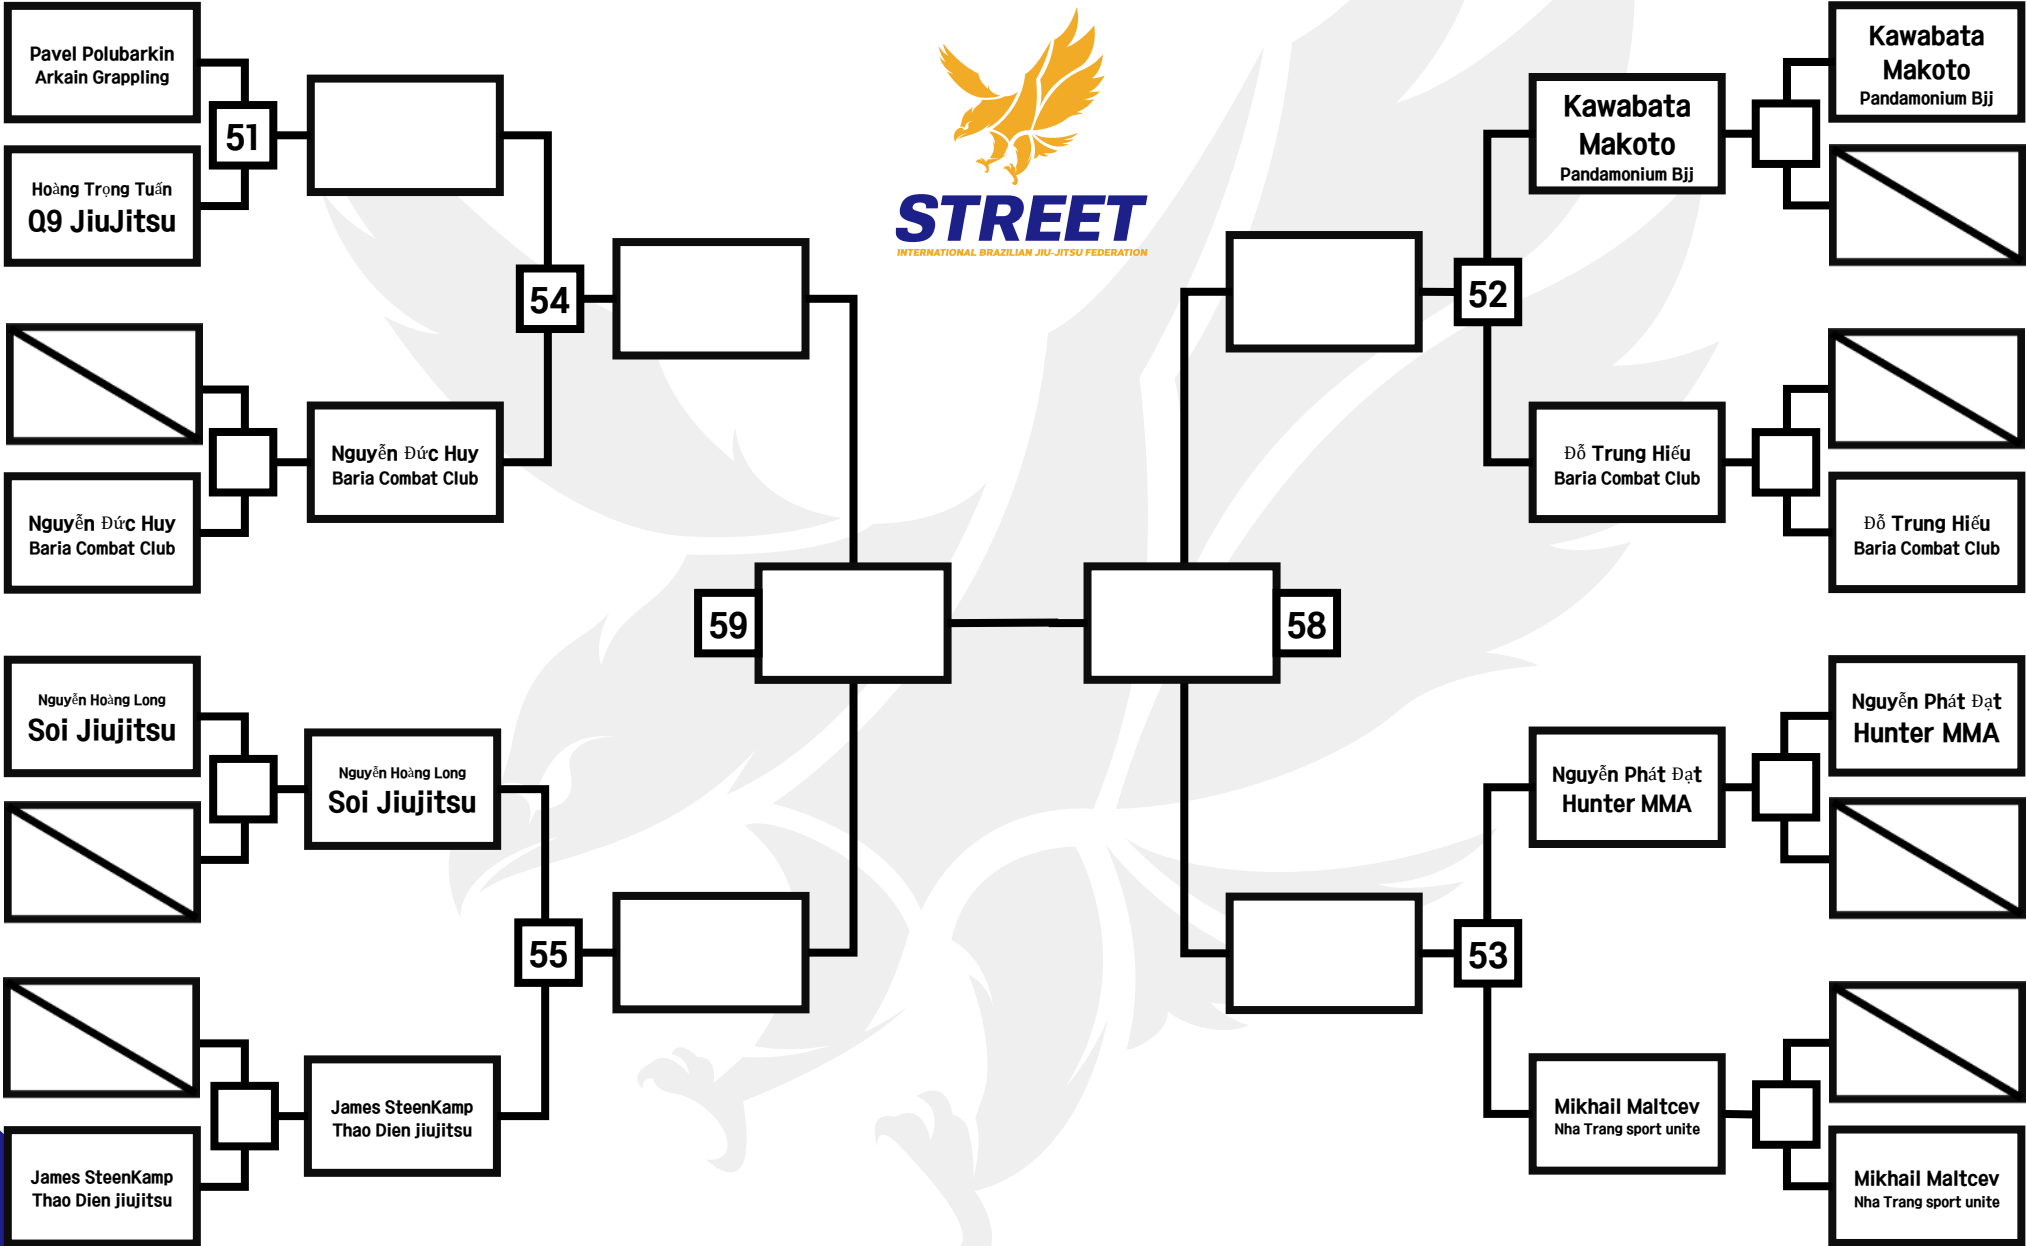 Pavel Polubarkin
Arkain Grappling
51
Hoàng Trọng Tuấn
Q9 JiuJitsu
54
Nguyễn Đức Huy
Baria Combat Club
Nguyễn Đức Huy
Baria Combat Club
Nguyễn Hoàng Long
Soi Jiujitsu
Nguyễn Hoàng Long
Soi Jiujitsu
55
James SteenKamp
Thao Dien jiujitsu
James SteenKamp
Thao Dien jiujitsu
STREET
INTERNATIONAL BRAZILIAN JIU-JITSU FEDERATION
59
58
Kawabata
Makoto
Pandamonium Bjj
Kawabata
Makoto
Pandamonium Bjj
52
Đỗ Trung Hiếu
Baria Combat Club
Đỗ Trung Hiếu
Baria Combat Club
Nguyễn Phát Đạt
Hunter MMA
Nguyễn Phát Đạt
Hunter MMA
53
Mikhail Maltcev
Nha Trang sport unite
Mikhail Maltcev
Nha Trang sport unite